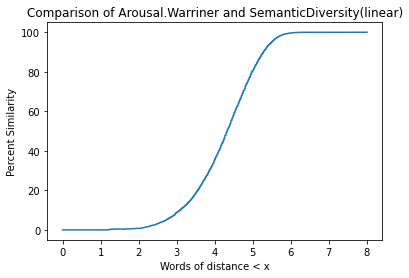 Comparison of Arousal.Warriner and SemanticDiversity(linear)
Percent Similarity
100
80
60
40
20
0
0 1 2 3 4 5 6 7 8
Words of distance < x